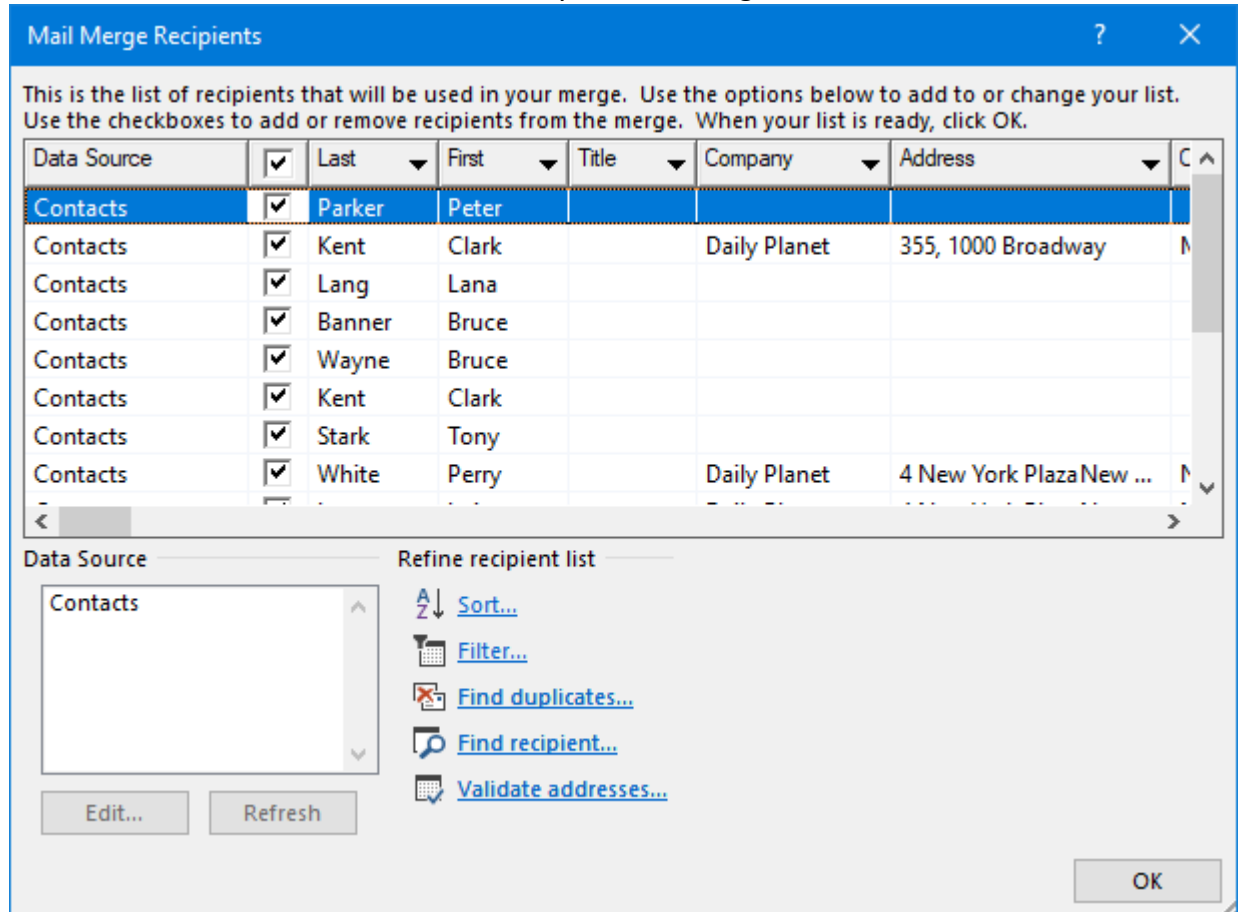 Mail Merge Recipients ? ×
This is the list of recipients that will be used in your merge. Use the options below to add to or change your list.
Use the checkboxes to add or remove recipients from the merge. When your list is ready, click OK.
Data Source Last First Title Company Address C
Contacts Parker Peter
Contacts Kent Clark Daily Planet 355, 1000 Broadway
Contacts Lang Lana
Contacts Banner Bruce
Contacts Wayne Bruce
Contacts Kent Clark
Contacts Stark Tony
Contacts White Perry Daily Planet 4 New York PlazaNew ...
Data Source
Contacts
Edit... Refresh
Refine recipient list
Sort...
Filter...
Find duplicates...
Find recipient...
Validate addresses...
OK